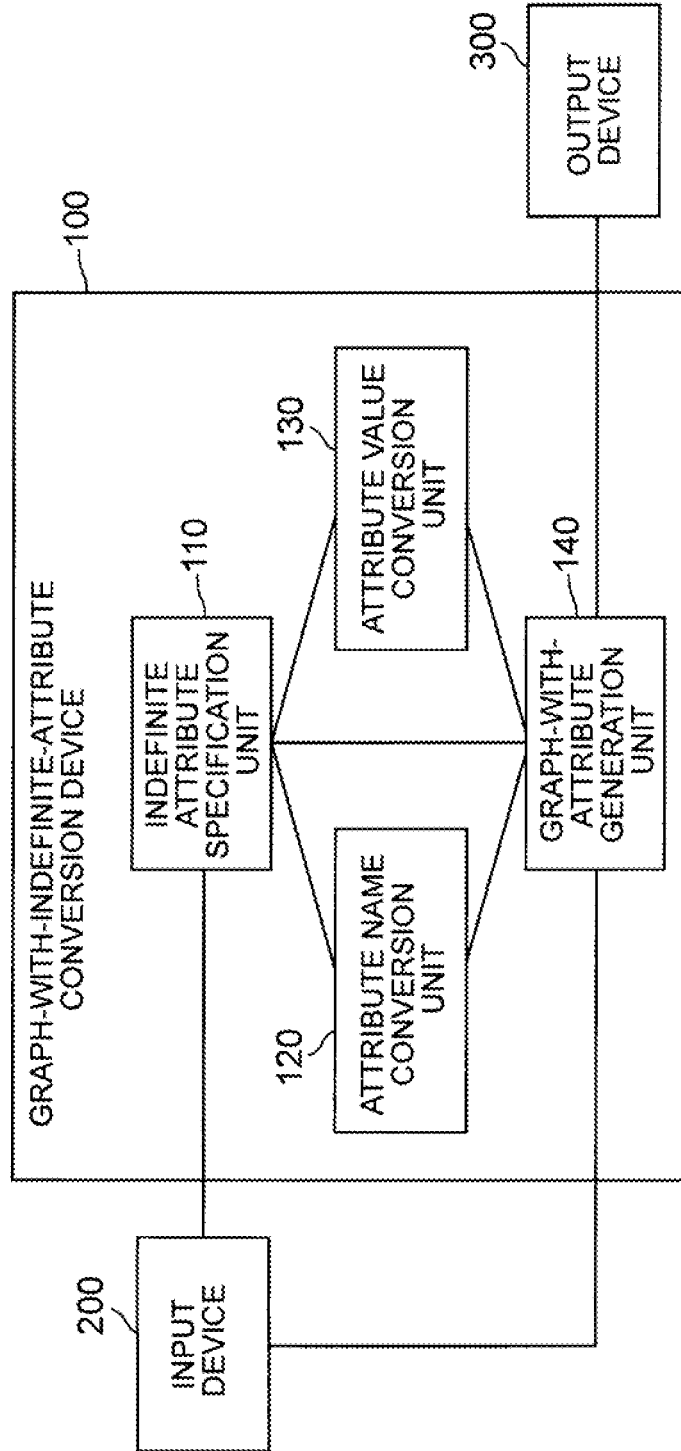 GRAPH-WITH-INDEFINITE-ATTRIBUTE
CONVERSION DEVICE
100
200
INPUT
DEVICE
110
INDEFINITE
ATTRIBUTE
SPECIFICATION
UNIT
120
ATTRIBUTE NAME
CONVERSION
UNIT
130
ATTRIBUTE VALUE
CONVERSION
UNIT
140
GRAPH-WITH-
ATTRIBUTE
GENERATION
UNIT
300
OUTPUT
DEVICE